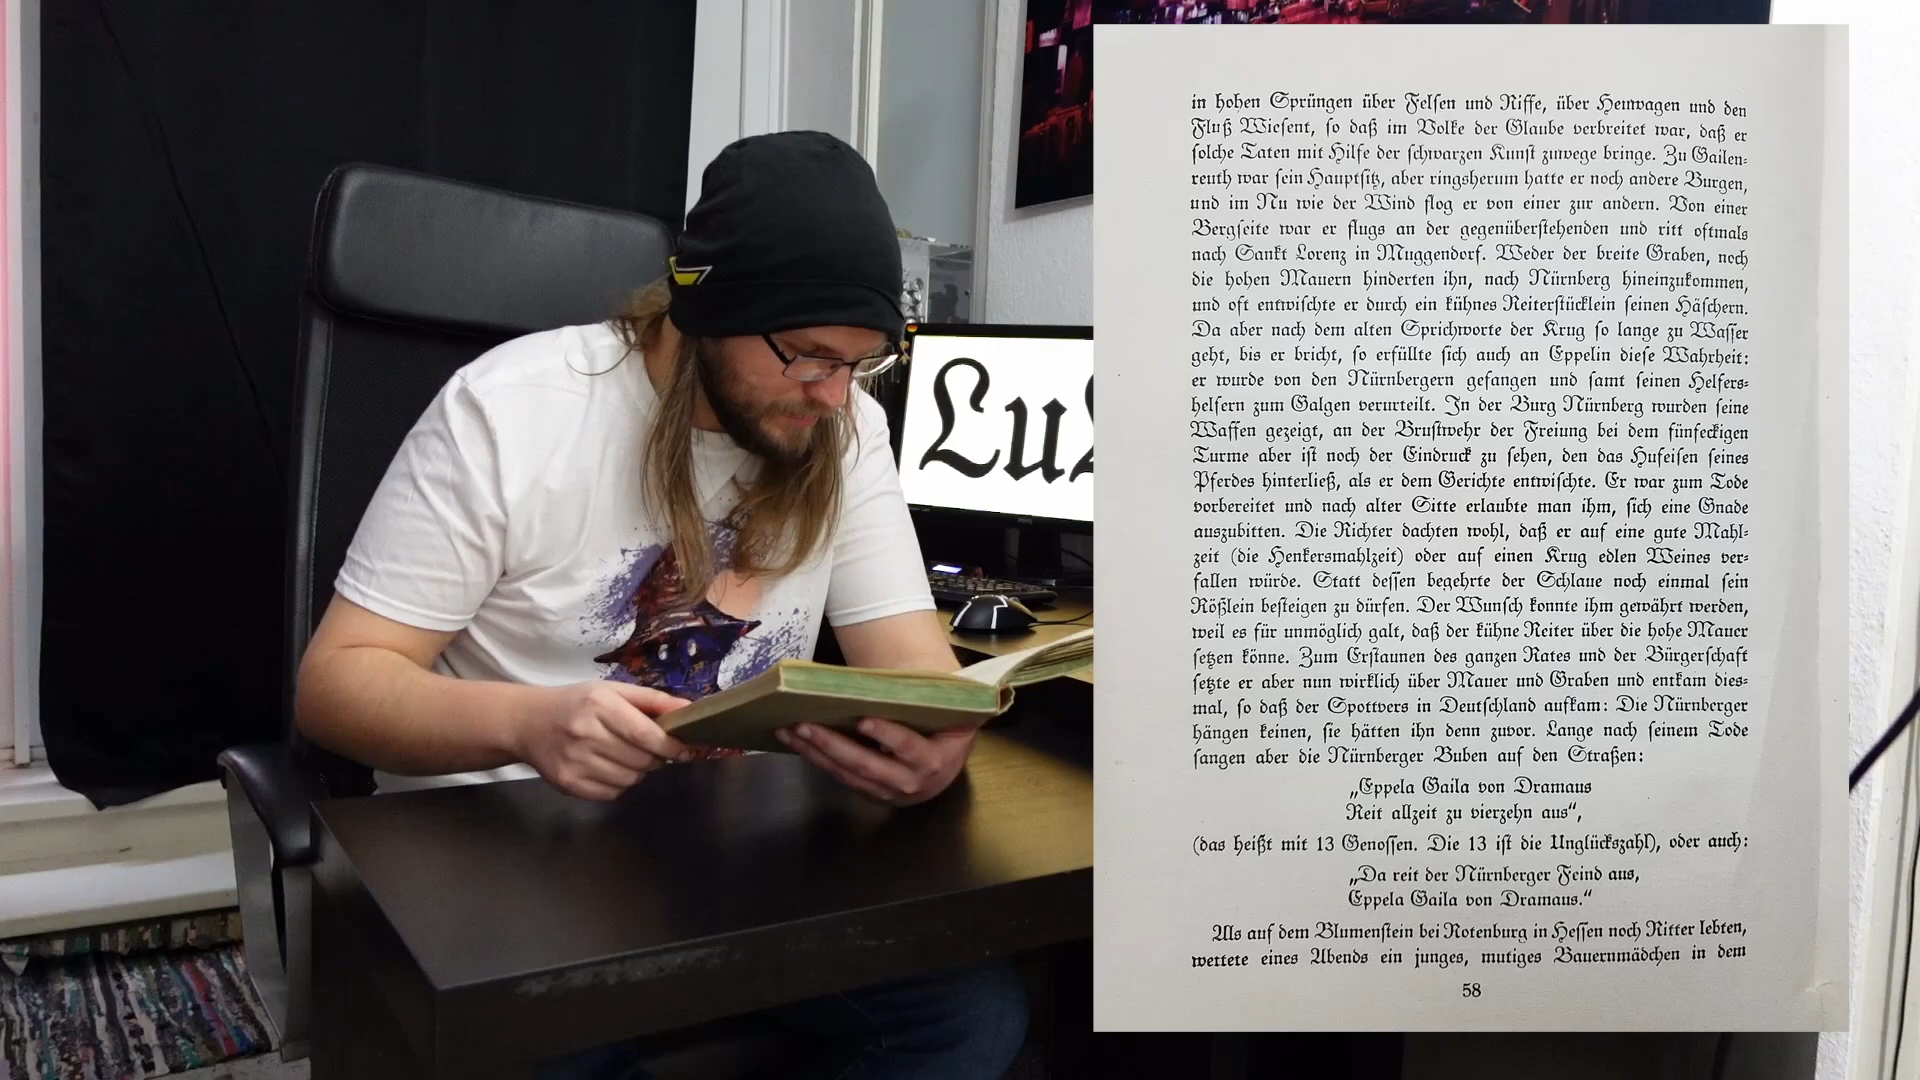 Lu
in hohen Sprüngen über Felsen und Riffe, über Heuwagen und den
Fluß Wiesent, so daß im Volke der Glaube verbreitet war, daß er
solche Taten mit Hilfe der schwarzen Kunst zuwege bringe. Zu Gailen-
reuth war sein Hauptsitz, aber ringsherum hatte er noch andere Burgen,
und im Nu wie der Wind flog er von einer zur andern. Von einer
Bergseite war er flugs an der gegenüberstehenden und ritt oftmals
nach Sankt Lorenz in Muggendorf. Weder der breite Graben, noch
die hohen Mauern hinderten ihn, nach Nürnberg hineinzukommen,
und oft entwischte er durch ein kühnes Reiterstücklein seinen Häschern.
Da aber nach dem alten Sprichworte der Krug so lange zu Wasser
geht, bis er bricht, so erfüllte sich auch an Eppelin diese Wahrheit:
er wurde von den Nürnbergern gefangen und samt seinen Helfers-
helfern zum Galgen verurteilt. In der Burg Nürnberg wurden seine
Waffen gezeigt, an der Brustwehr der Freiung bei dem fünfeckigen
Turme aber ist noch der Eindruck zu sehen, den das Hufeisen seines
Pferdes hinterließ, als er dem Gerichte entwischte. Er war zum Tode
vorbereitet und nach alter Sitte erlaubte man ihm, sich eine Gnade
auszubitten. Die Richter dachten wohl, daß er auf eine gute Mahl-
zeit (die Henkersmahlzeit) oder auf einen Krug edlen Weines ver-
fallen würde. Statt dessen begehrte der Schlaue noch einmal sein
Rößlein besteigen zu dürfen. Der Wunsch konnte ihm gewährt werden,
weil es für unmöglich galt, daß der kühne Reiter über die hohe Mauer
setzen könne. Zum Erstaunen des ganzen Rates und der Bürgerschaft
setzte er aber nun wirklich über Mauer und Graben und entkam dies-
mal, so daß der Spottvers in Deutschland aufkam: Die Nürnberger
hängen keinen, sie hätten ihn denn zuvor. Lange nach seinem Tode
sangen aber die Nürnberger Buben auf den Straßen:
„Eppela Gaila von Dramaus
Reit allzeit zu vierzehn aus“,
(das heißt mit 13 Genossen. Die 13 ist die Unglückszahl), oder auch:
„Da reit der Nürnberger Feind aus,
Eppela Gaila von Dramaus.“
Als auf dem Blumenstein bei Rotenburg in Hessen noch Ritter lebten,
wettete eines Abends ein junges, mutiges Bauernmädchen in dem
58